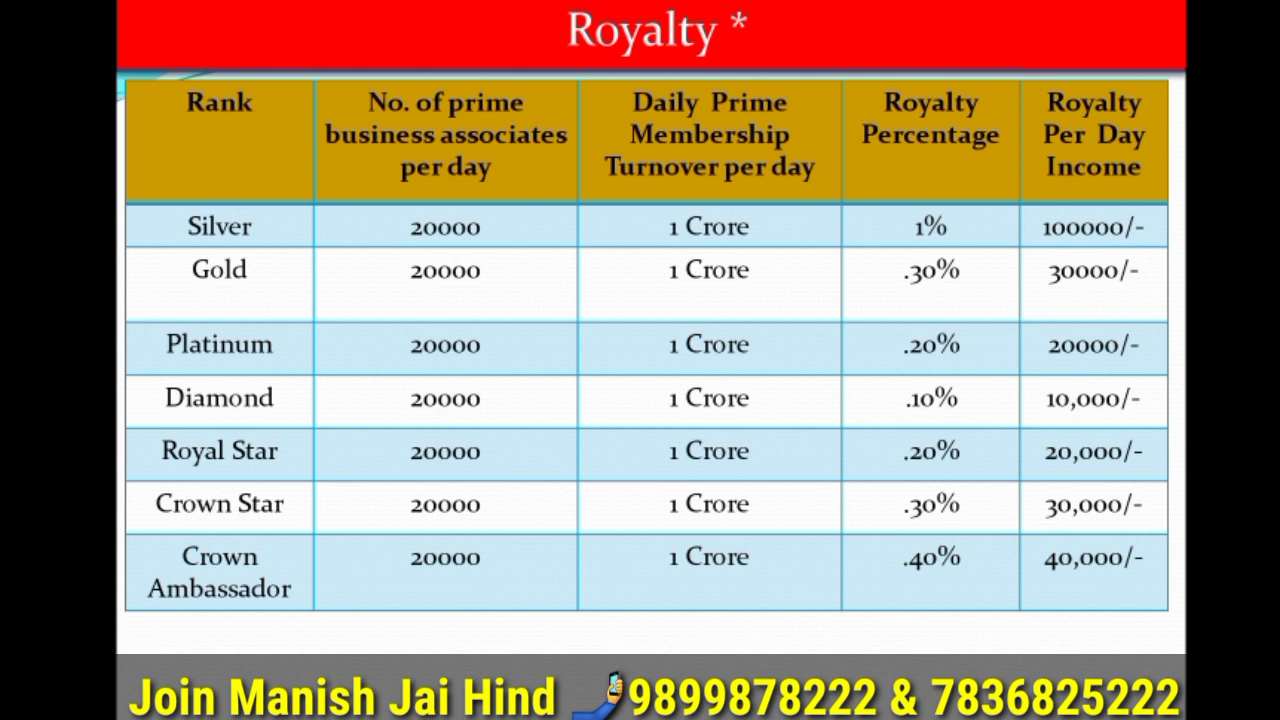 Royalty *
Rank
No. of prime
business associates
per day
Daily Prime
Membership
Turnover per day
Royalty
Percentage
Royalty
Per Day
Income
Silver 20000 1 Crore 1% 100000/-
Gold 20000 1 Crore .30% 30000/-
Platinum 20000 1 Crore .20% 20000/-
Diamond 20000 1 Crore .10% 10,000/-
Royal Star 20000 1 Crore .20% 20,000/-
Crown Star 20000 1 Crore .30% 30,000/-
Crown 20000 1 Crore .40% 40,000/-
Ambassador
Join Manish Jai Hind 9899878222 & 7836825222